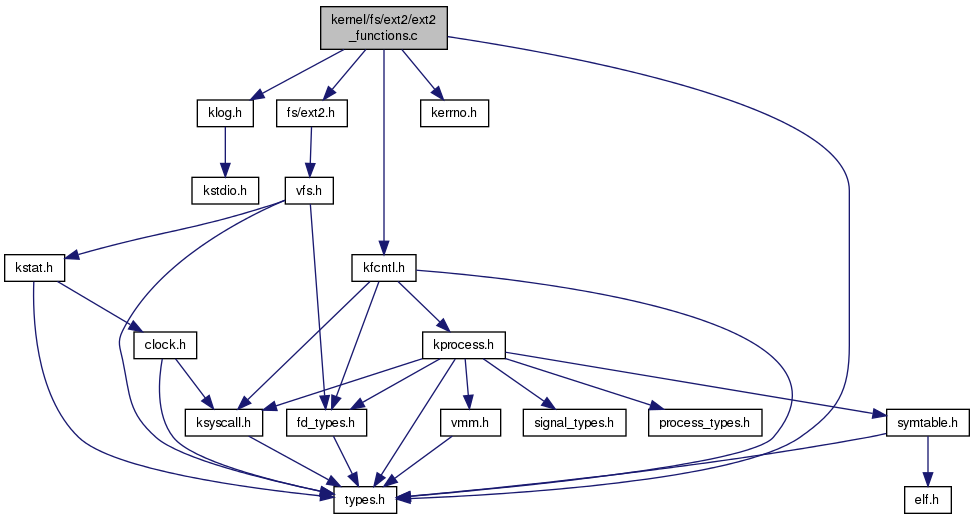 kernel/fs/ext2/ext2
_functions.c
klog.h
fs/ext2.h
kerrno.h
kstdio.h
vfs.h
kstat.h
kfcntl.h
clock.h
kprocess.h
ksyscall.h
fd_types.h
vmm.h
signal_types.h
process_types.h
symtable.h
types.h
elf.h